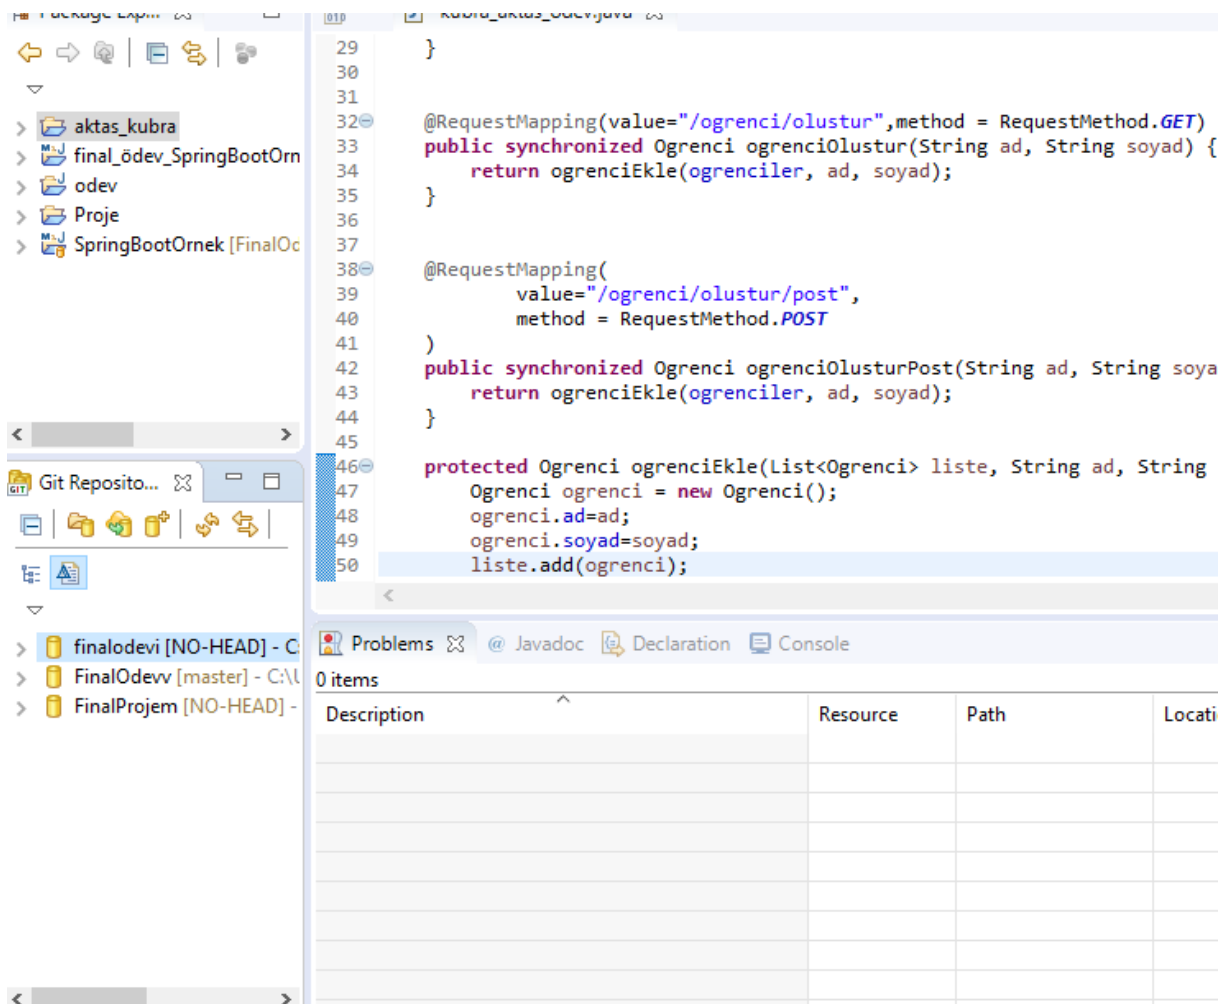 Package Exp...
aktas_kubra
final_ödev_SpringBootOrn
odev
Proje
SpringBootOrnek [FinalOd
Git Reposito...
finalodevi [NO-HEAD] - C:
FinalOdevv [master] - C:\U
FinalProjem [NO-HEAD] -
kubra_aktas_odev.java
29 }
30
31
32 @RequestMapping(value="/ogrenci/olustur",method = RequestMethod.GET)
33 public synchronized Ogrenci ogrenciOlustur(String ad, String soyad) {
34 return ogrenciEkle(ogrenciler, ad, soyad);
35 }
36
37
38 @RequestMapping(
39 value="/ogrenci/olustur/post",
40 method = RequestMethod.POST
41 )
42 public synchronized Ogrenci ogrenciOlusturPost(String ad, String soya
43 return ogrenciEkle(ogrenciler, ad, soyad);
44 }
45
46 protected Ogrenci ogrenciEkle(List<Ogrenci> liste, String ad, String
47 Ogrenci ogrenci = new Ogrenci();
48 ogrenci.ad=ad;
49 ogrenci.soyad=soyad;
50 liste.add(ogrenci);
Problems @ Javadoc Declaration Console
0 items
Description Resource Path Locati